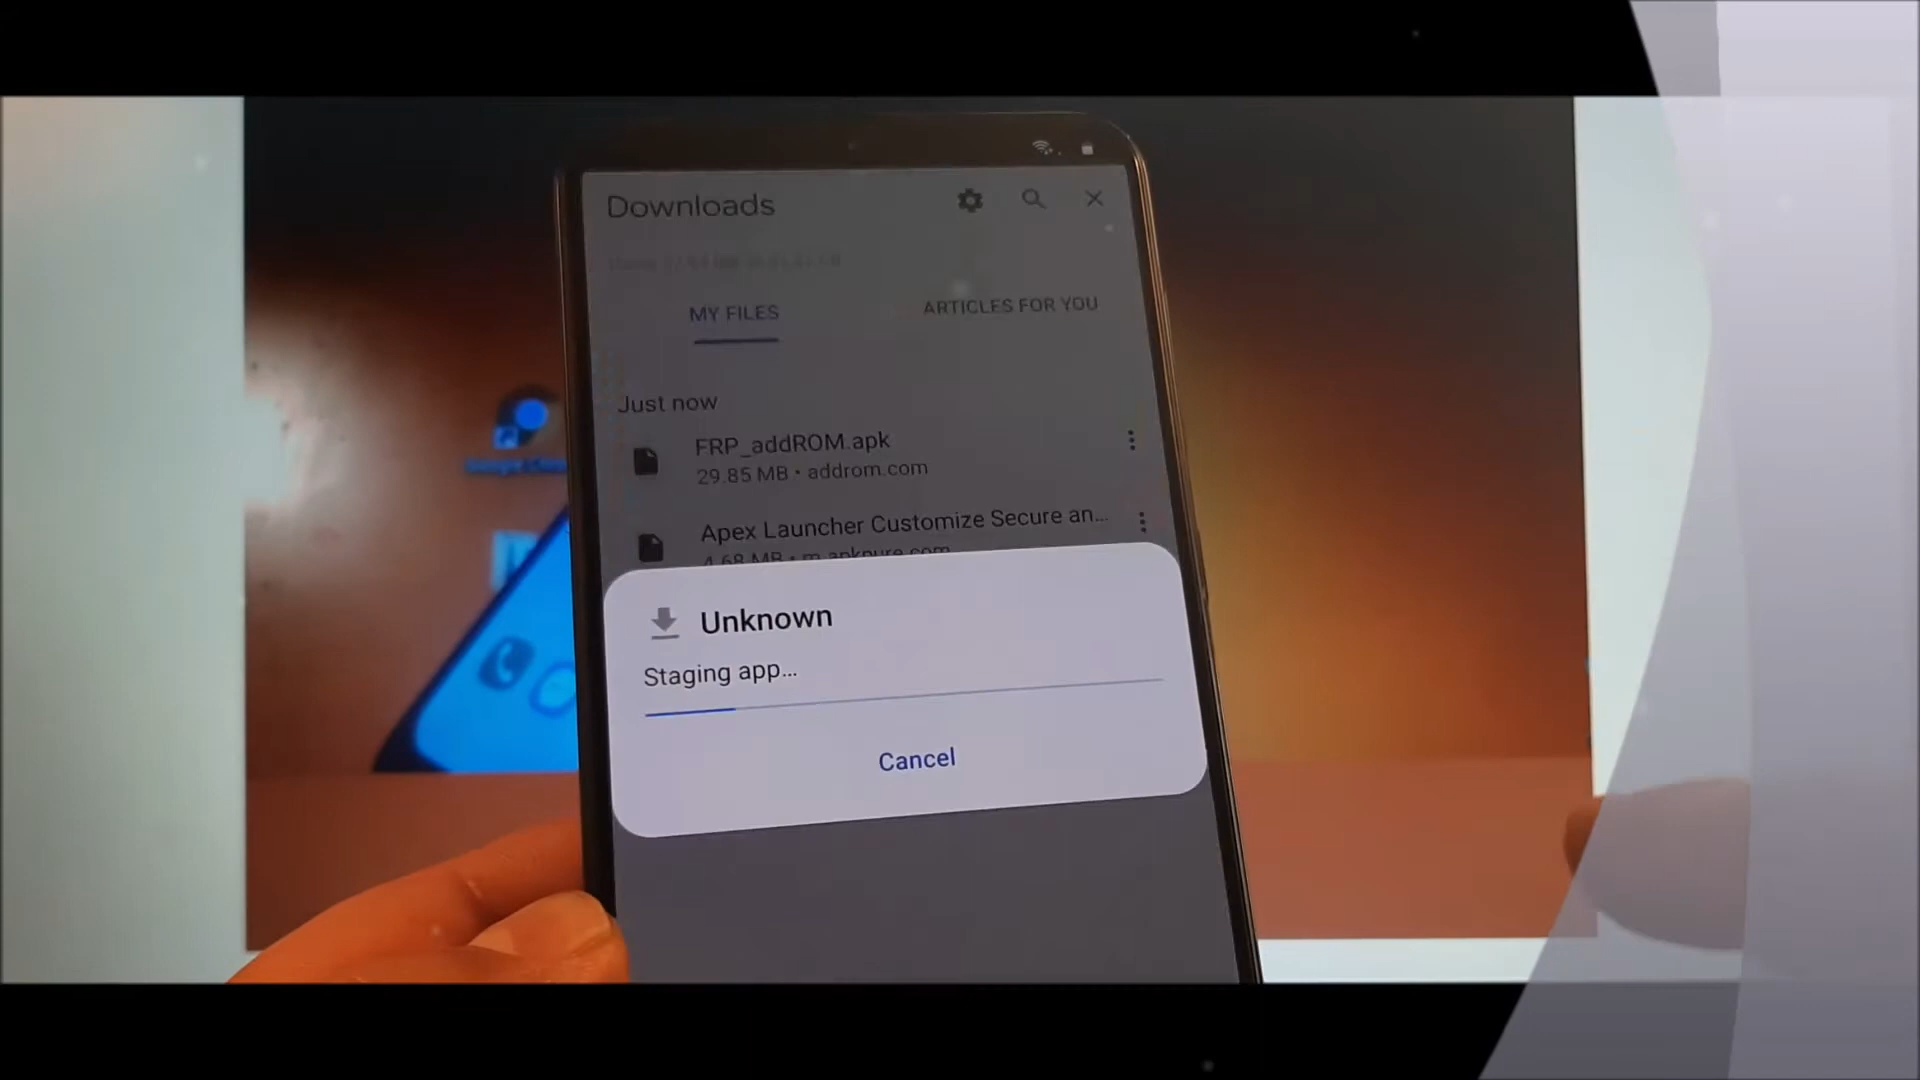 Downloads
MY FILES
ARTICLES FOR YOU
Just now
FRP_addROM.apk
29.85 MB • addrom.com
Apex Launcher Customize Secure an...
4.68 MB • m.apkpure.com
Unknown
Staging app...
Cancel